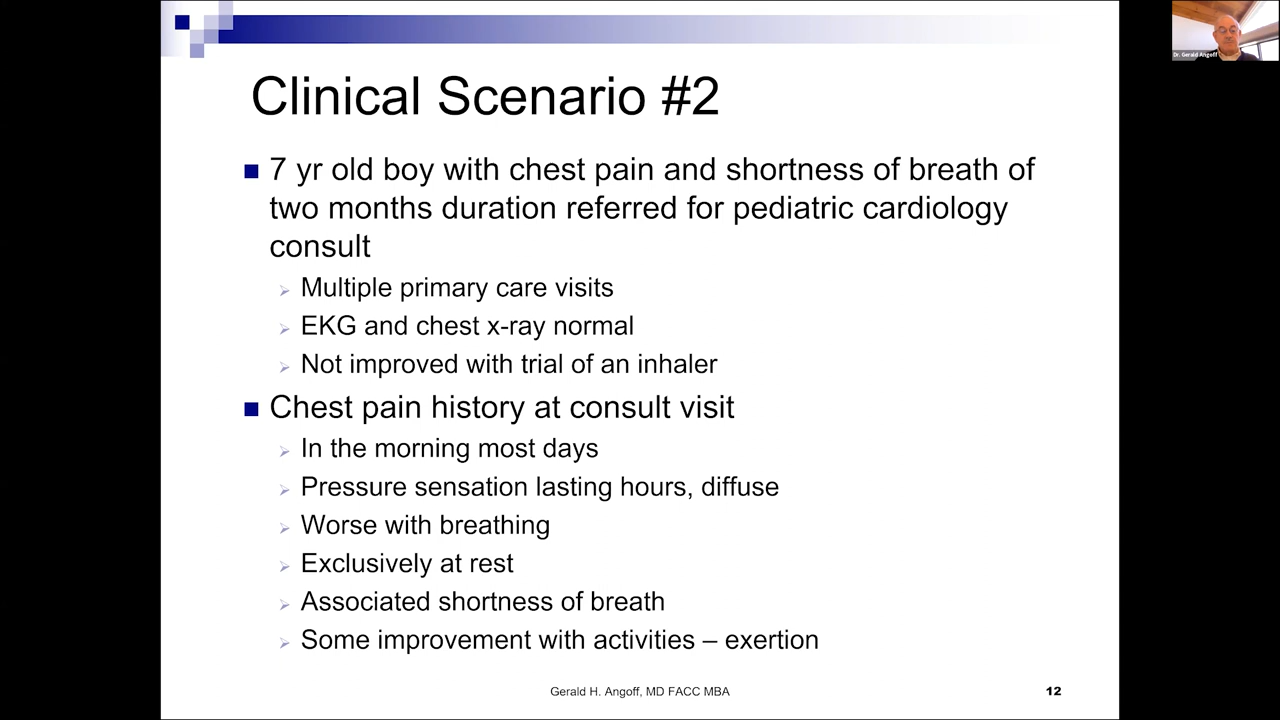 Dr. Gerald Angoff
Clinical Scenario #2
7 yr old boy with chest pain and shortness of breath of
two months duration referred for pediatric cardiology
consult
Multiple primary care visits
EKG and chest x-ray normal
Not improved with trial of an inhaler
Chest pain history at consult visit
In the morning most days
Pressure sensation lasting hours, diffuse
Worse with breathing
Exclusively at rest
Associated shortness of breath
Some improvement with activities – exertion
Gerald H. Angoff, MD FACC MBA
12